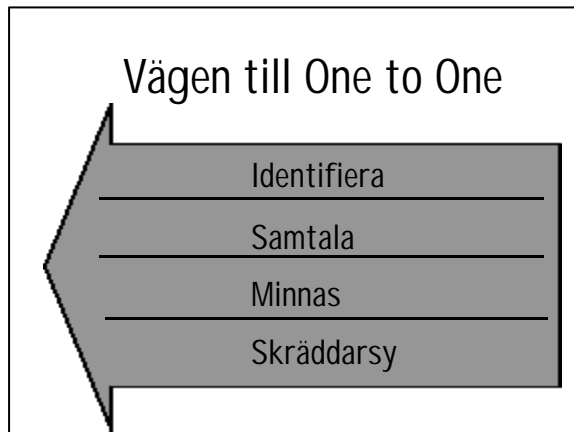 Vägen till One to One
Identifiera
Samtala
Minnas
Skräddarsy